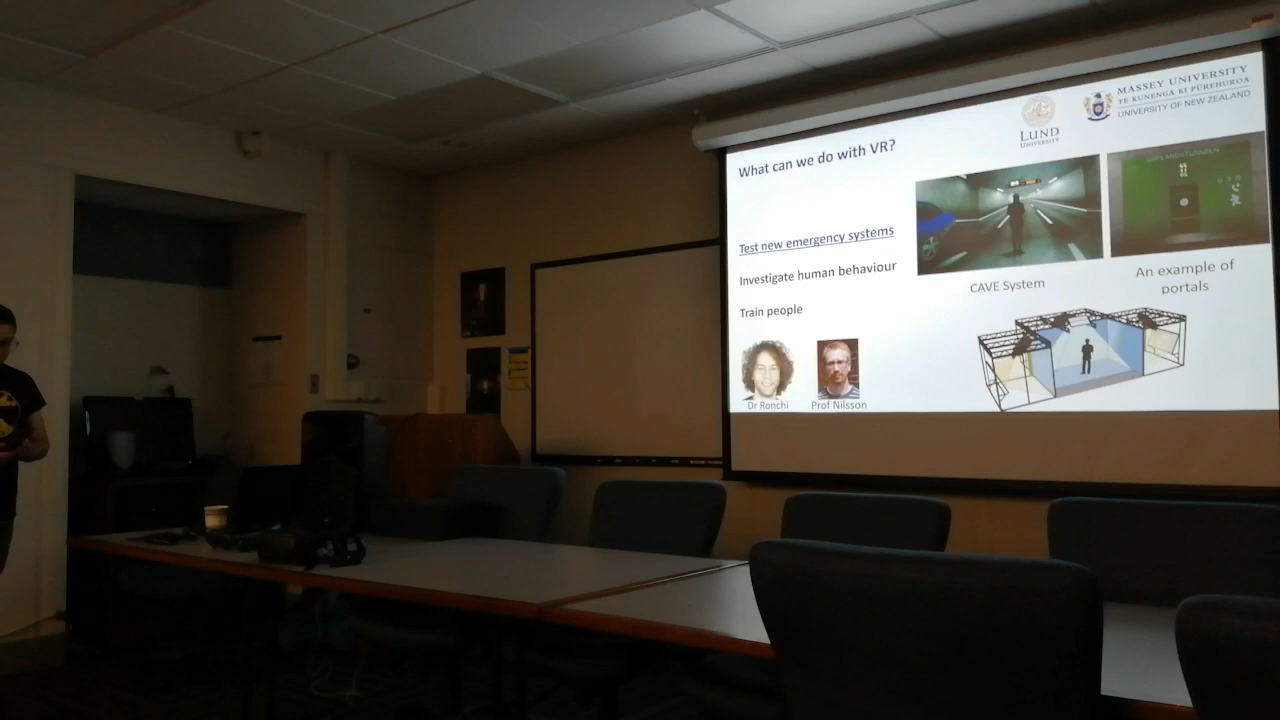 MASSEY UNIVERSITY
TE KUNENGA KI PŪREHUROA
UNIVERSITY OF NEW ZEALAND
LUND
UNIVERSITY
What can we do with VR?
Test new emergency systems
Investigate human behaviour
Train people
CAVE System
An example of
portals
Dr Ronchi
Prof Nilsson